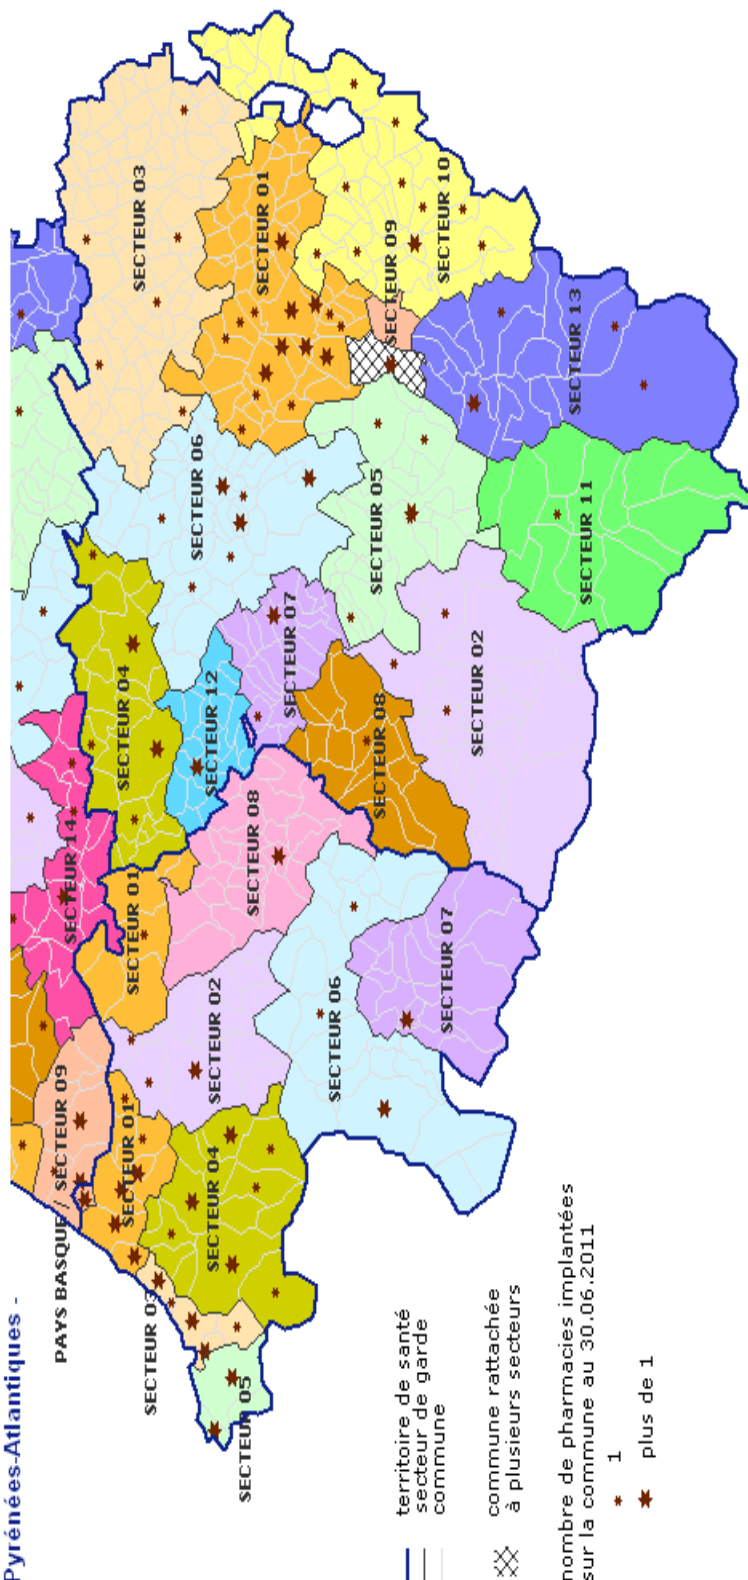 Pyrénées-Atlantiques -
PAYS BASQUE / SECTEUR 09
SECTEUR 14
SECTEUR 04
SECTEUR 06
SECTEUR 03
SECTEUR 01
SECTEUR 01
SECTEUR 01
SECTEUR 12
SECTEUR 07
SECTEUR 08
SECTEUR 02
SECTEUR 04
SECTEUR 03
SECTEUR 05
SECTEUR 06
SECTEUR 07
SECTEUR 08
SECTEUR 02
SECTEUR 05
SECTEUR 09
SECTEUR 10
SECTEUR 11
SECTEUR 13
territoire de santé
secteur de garde
commune
commune rattachée
à plusieurs secteurs
nombre de pharmacies implantées
sur la commune au 30.06.2011
1
plus de 1